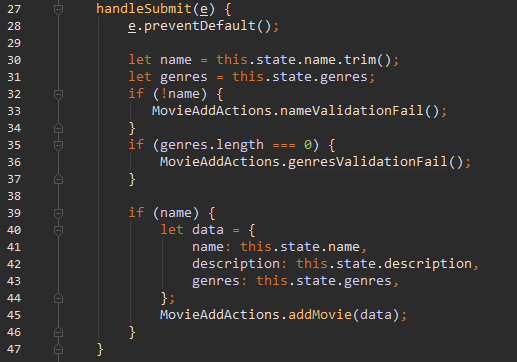 27 handleSubmit(e) {
28 e.preventDefault();
29
30 let name = this.state.name.trim();
31 let genres = this.state.genres;
32 if (!name) {
33 MovieAddActions.nameValidationFail();
34 }
35 if (genres.length === 0) {
36 MovieAddActions.genresValidationFail();
37 }
38
39 if (name) {
40 let data = {
41 name: this.state.name,
42 description: this.state.description,
43 genres: this.state.genres,
44 };
45 MovieAddActions.addMovie(data);
46 }
47 }